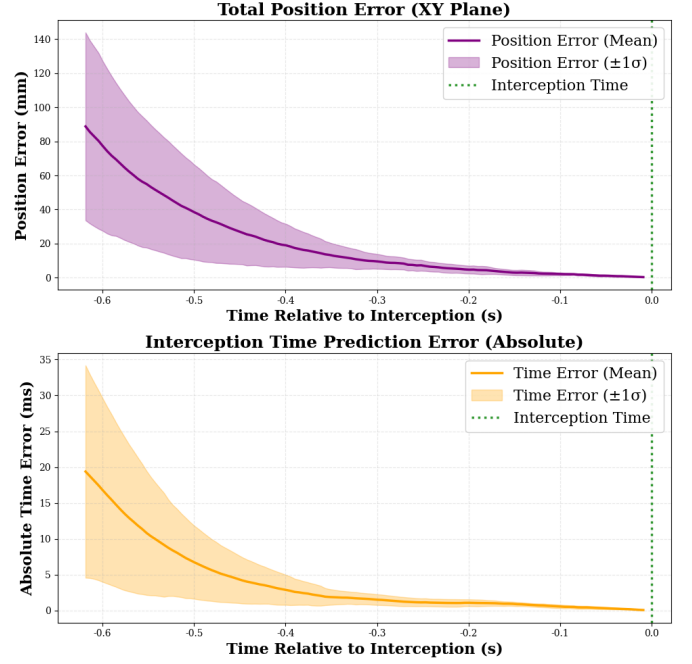 Total Position Error (XY Plane)
Position Error (mm)
140
120
100
80
60
40
20
0
Position Error (Mean)
Position Error (±1σ)
Interception Time
-0.6 -0.5 -0.4 -0.3 -0.2 -0.1 0.0
Time Relative to Interception (s)
Interception Time Prediction Error (Absolute)
Absolute Time Error (ms)
35
30
25
20
15
10
5
0
Time Error (Mean)
Time Error (±1σ)
Interception Time
-0.6 -0.5 -0.4 -0.3 -0.2 -0.1 0.0
Time Relative to Interception (s)